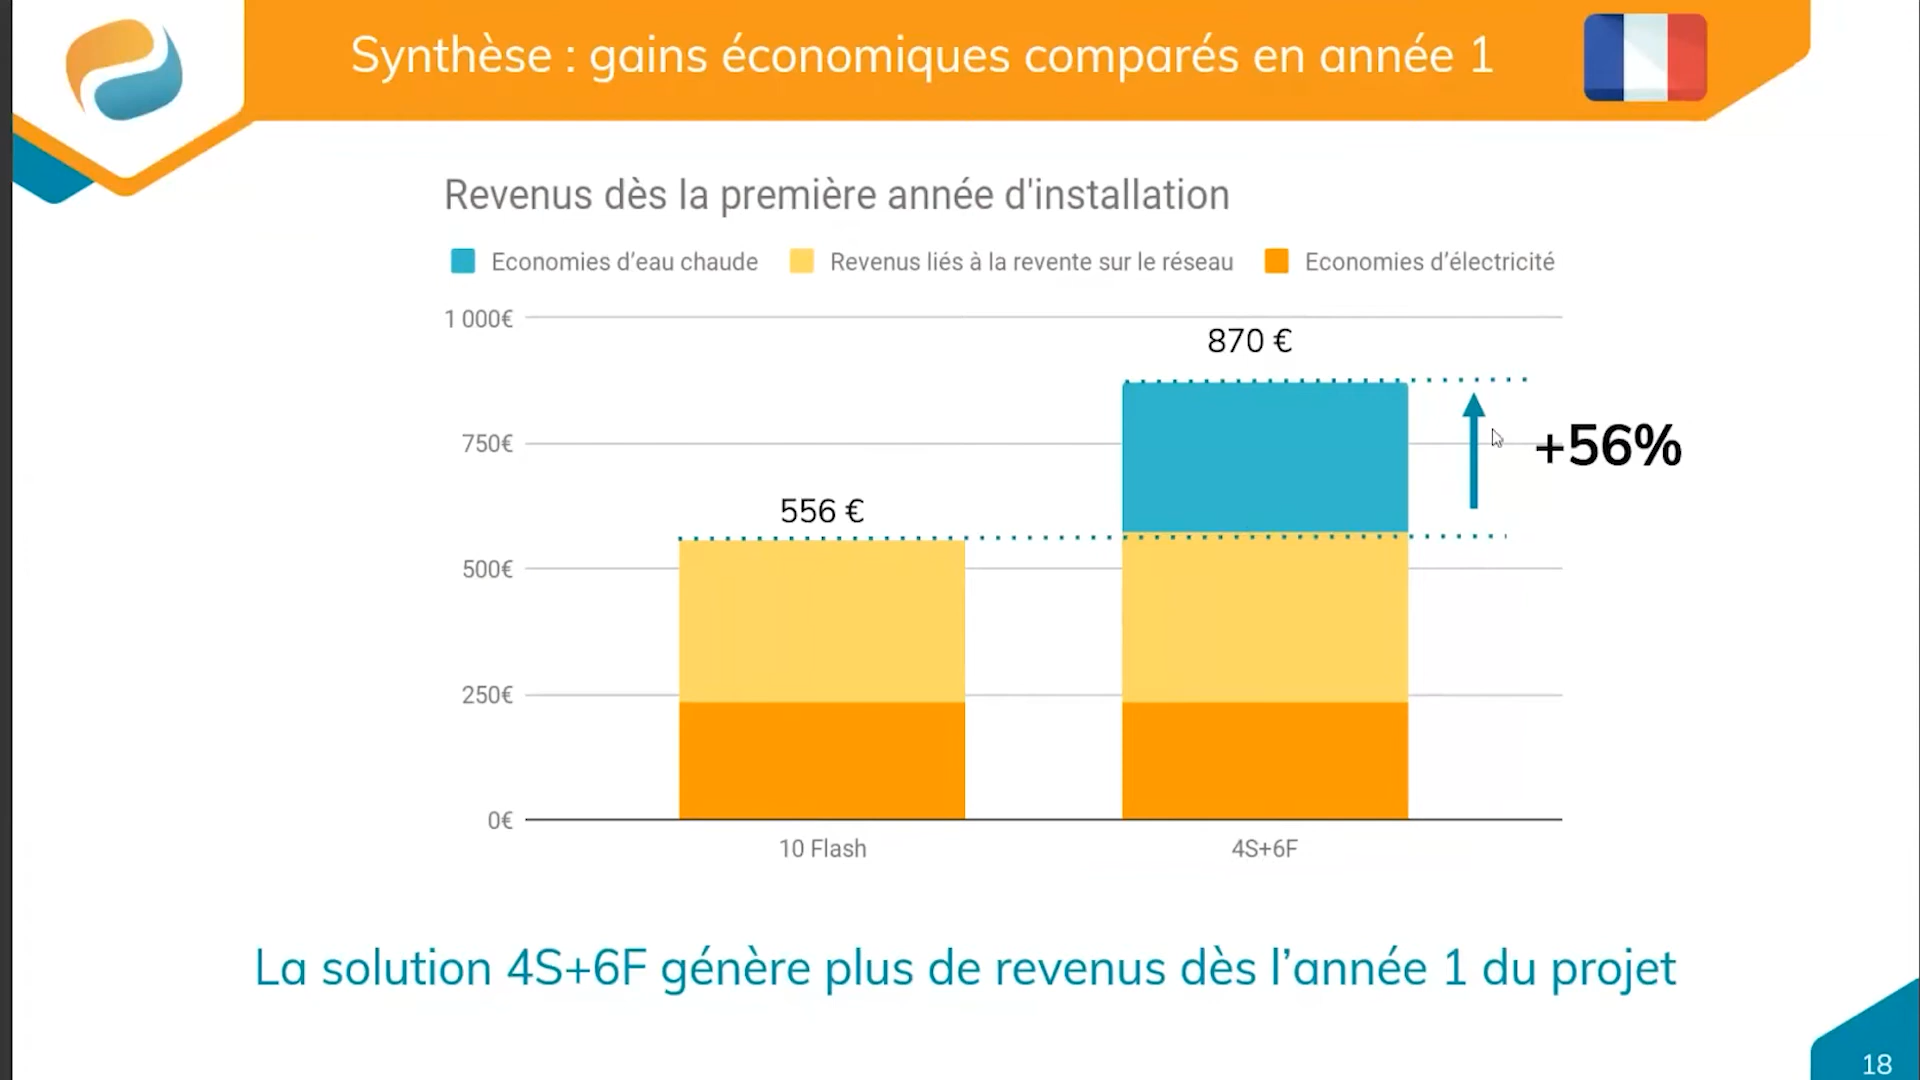 Synthèse : gains économiques comparés en année 1
Revenus dès la première année d'installation
Economies d’eau chaude
Revenus liés à la revente sur le réseau
Economies d’électricité
1 000€
870 €
750€
+56%
556 €
500€
250€
0€
10 Flash
4S+6F
La solution 4S+6F génère plus de revenus dès l’année 1 du projet
18